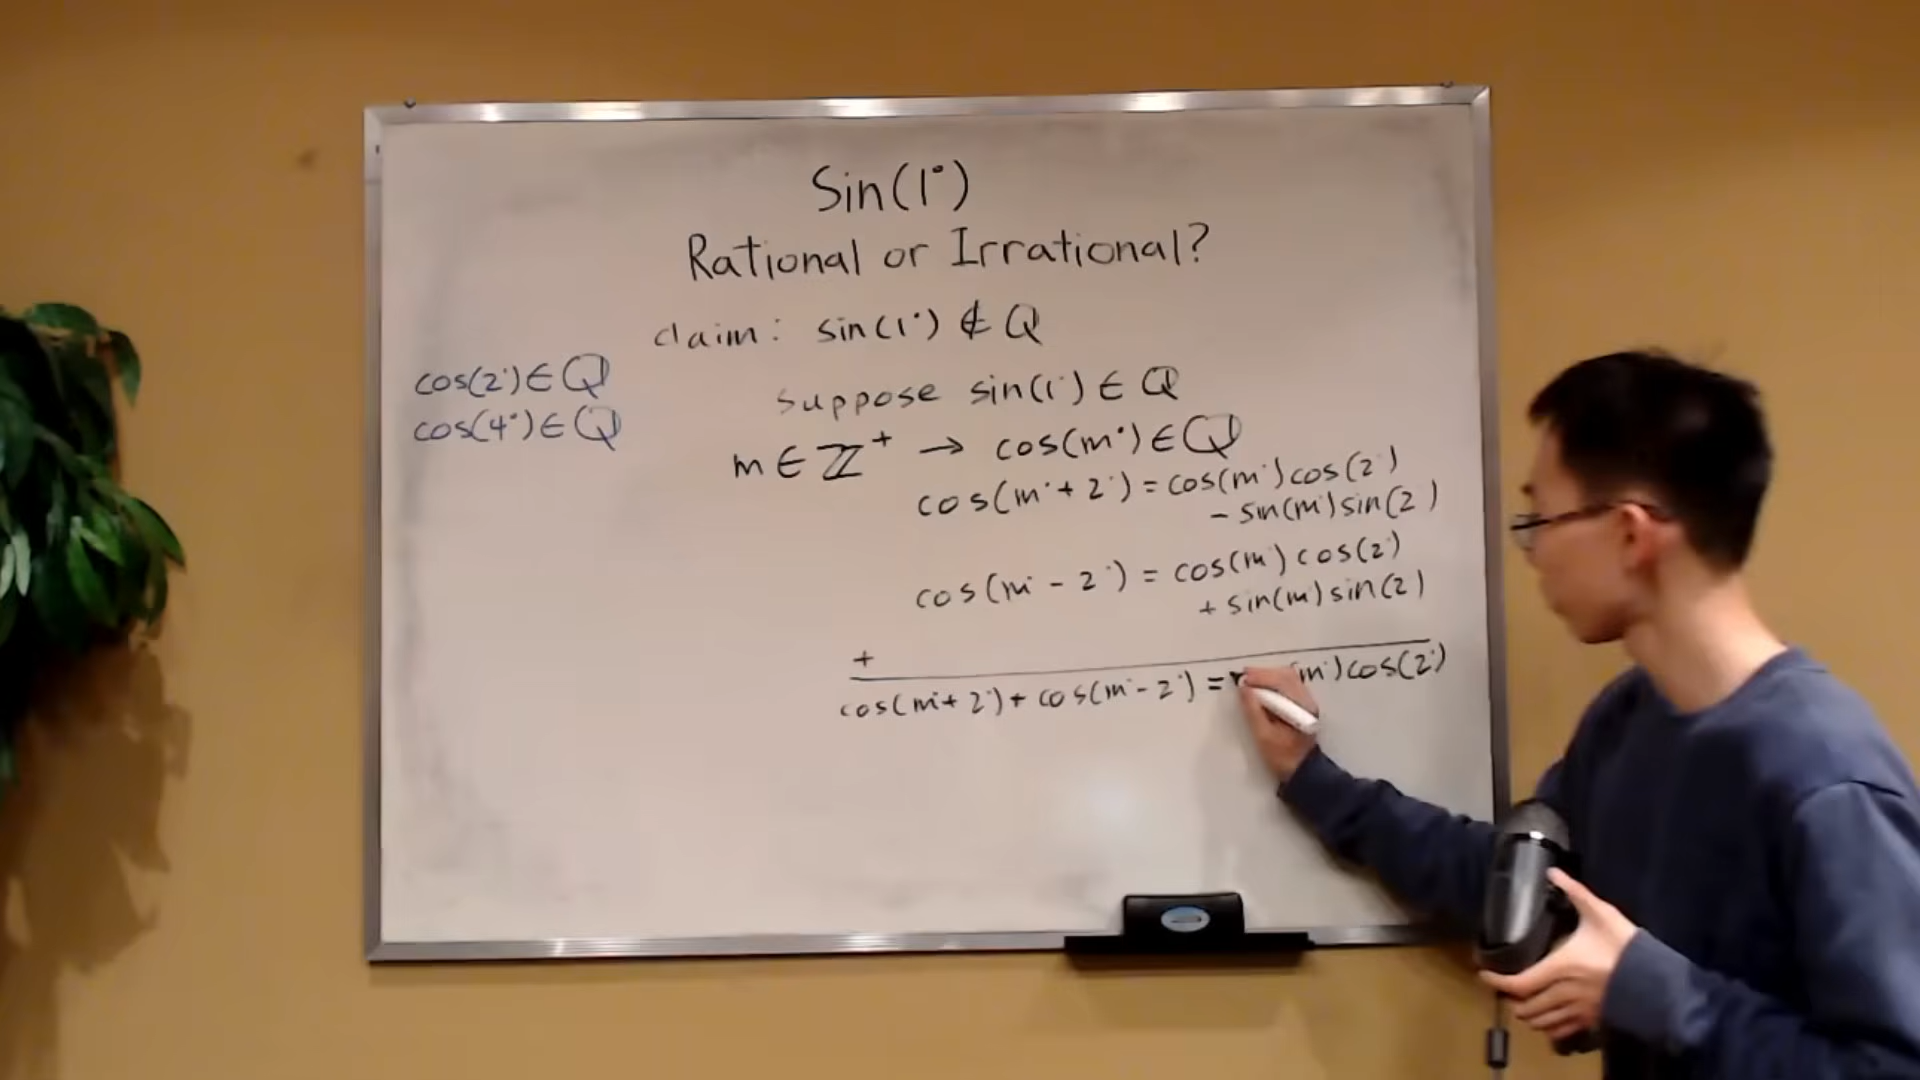 Sin(1°)
Rational or Irrational?
claim: sin(1°) ∉ Q
cos(2°) ∈ Q
cos(4°) ∈ Q
suppose sin(1°) ∈ Q
m ∈ ℤ⁺ → cos(m°) ∈ Q
cos(m° + 2°) = cos(m°)cos(2°)
- sin(m°)sin(2°)
cos(m° - 2°) = cos(m°)cos(2°)
+ sin(m°)sin(2°)
+
cos(m°+2°)+cos(m°-2°) = (m°)cos(2°)